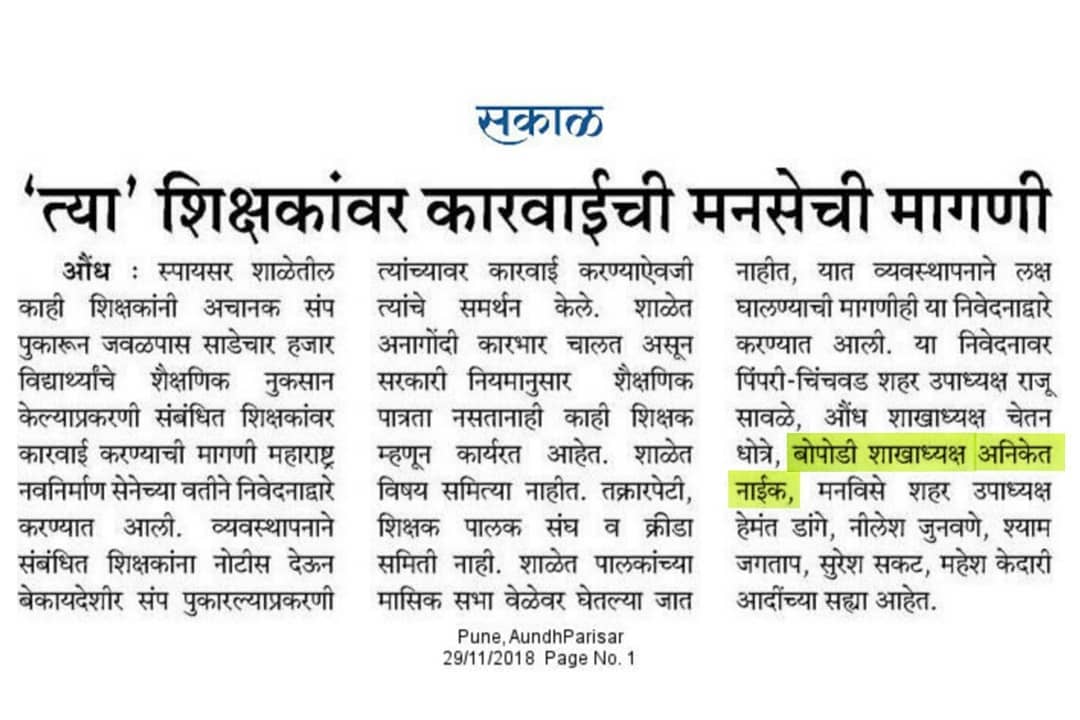 सकाळ
‘त्या’ शिक्षकांवर कारवाईची मनसेची मागणी
औंध : स्पायसर शाळेतील
काही शिक्षकांनी अचानक संप
पुकारून जवळपास साडेचार हजार
विद्यार्थ्यांचे शैक्षणिक नुकसान
केल्याप्रकरणी संबंधित शिक्षकांवर
कारवाई करण्याची मागणी महाराष्ट्र
नवनिर्माण सेनेच्या वतीने निवेदनाद्वारे
करण्यात आली. व्यवस्थापनाने
संबंधित शिक्षकांना नोटीस देऊन
बेकायदेशीर संप पुकारल्याप्रकरणी
त्यांच्यावर कारवाई करण्याऐवजी
त्यांचे समर्थन केले. शाळेत
अनागोंदी कारभार चालत असून
सरकारी नियमानुसार शैक्षणिक
पात्रता नसतानाही काही शिक्षक
म्हणून कार्यरत आहेत. शाळेत
विषय समित्या नाहीत. तक्रारपेटी,
शिक्षक पालक संघ व क्रीडा
समिती नाही. शाळेत पालकांच्या
मासिक सभा वेळेवर घेतल्या जात
नाहीत, यात व्यवस्थापनाने लक्ष
घालण्याची मागणीही या निवेदनाद्वारे
करण्यात आली. या निवेदनावर
पिंपरी-चिंचवड शहर उपाध्यक्ष राजू
सावळे, औंध शाखाध्यक्ष चेतन
धोत्रे, बोपोडी शाखाध्यक्ष अनिकेत
नाईक, मनविसे शहर उपाध्यक्ष
हेमंत डांगे, नीलेश जुनवणे, श्याम
जगताप, सुरेश सकट, महेश केदारी
आदींच्या सह्या आहेत.
Pune, AundhParisar
29/11/2018 Page No. 1